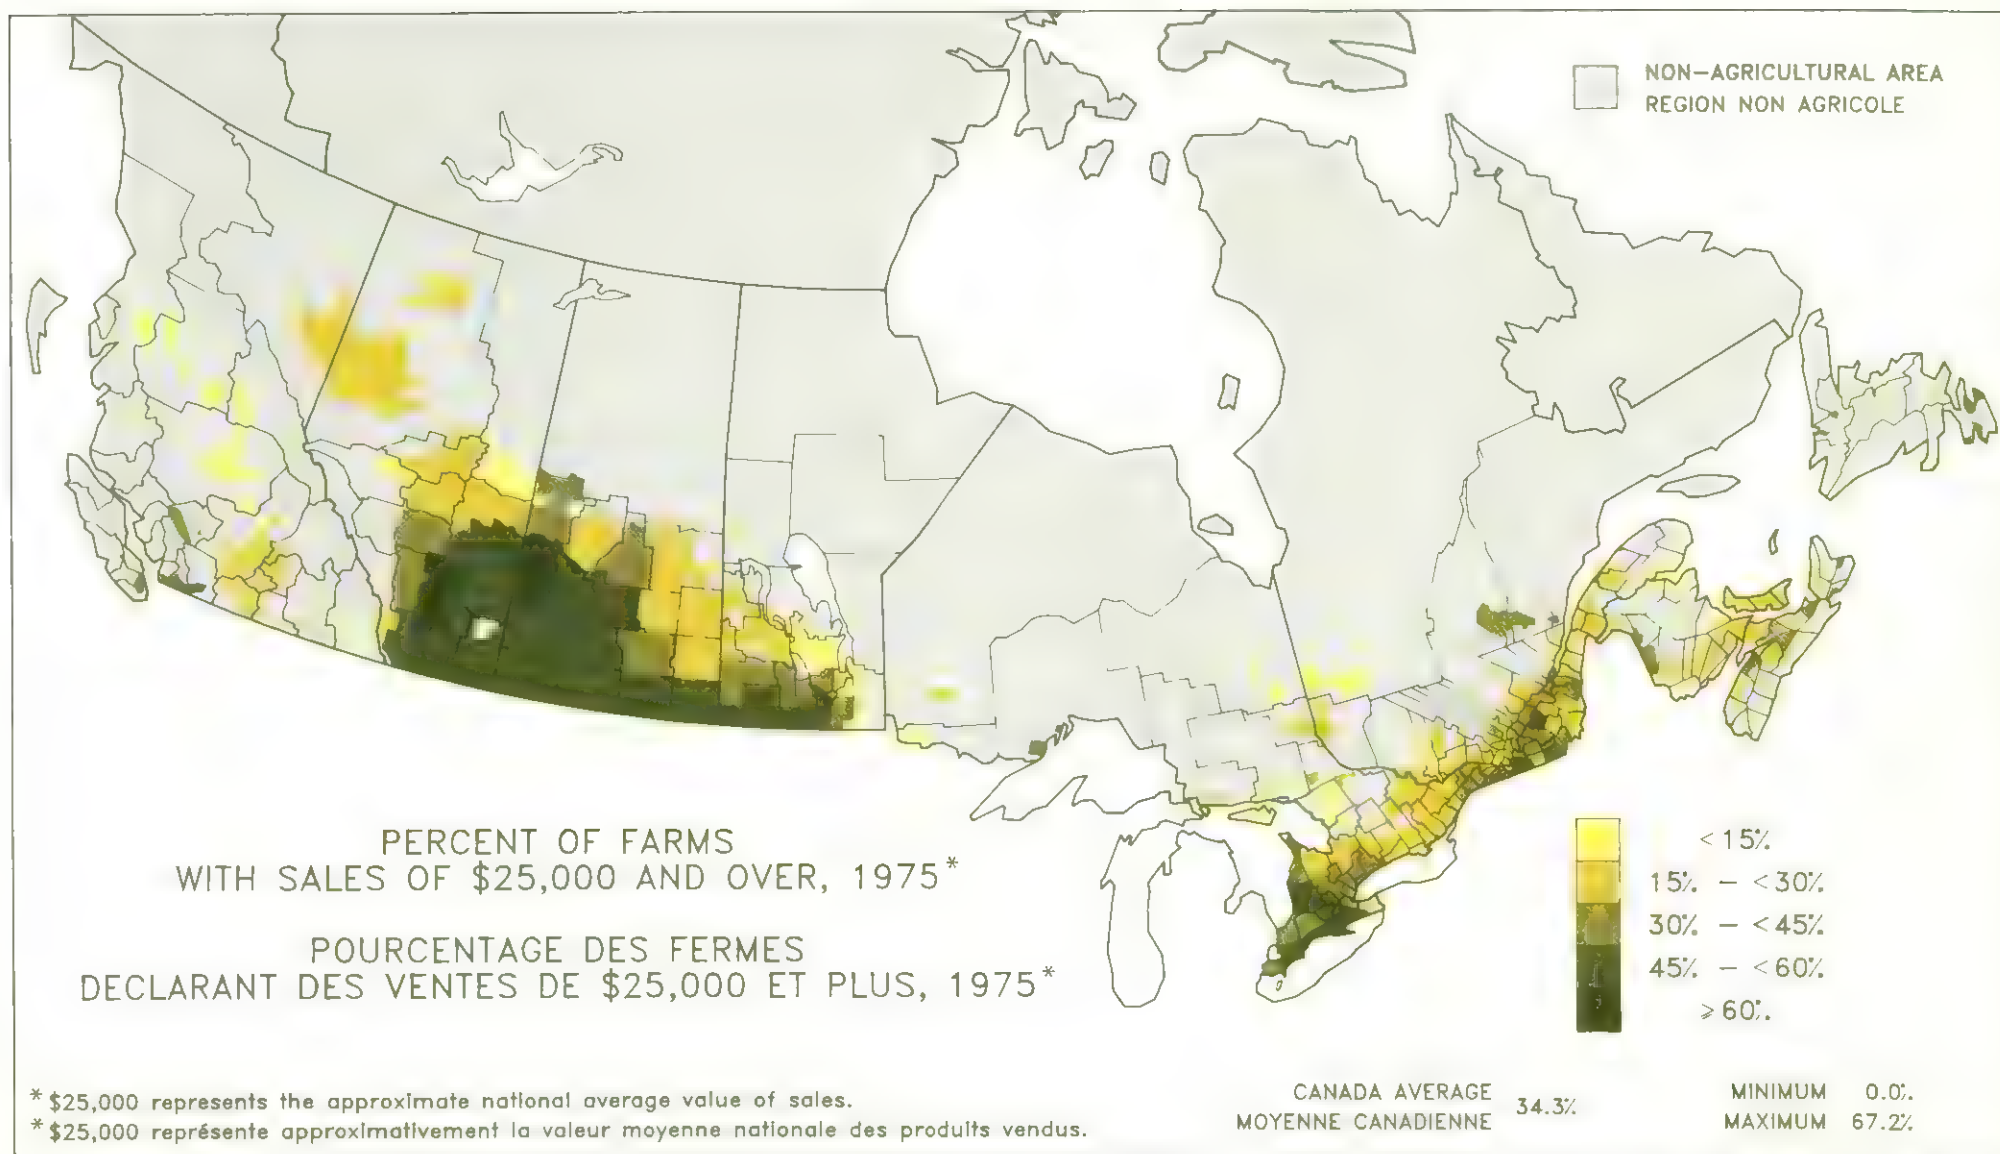 NON-AGRICULTURAL AREA
REGION NON AGRICOLE
PERCENT OF FARMS
WITH SALES OF $25,000 AND OVER, 1975*
POURCENTAGE DES FERMES
DECLARANT DES VENTES DE $25,000 ET PLUS, 1975*
<15%
15% - <30%
30% - <45%
45% - <60%
≥60%
*$25,000 represents the approximate national average value of sales.
*$25,000 représente approximativement la valeur moyenne nationale des produits vendus.
CANADA AVERAGE
MOYENNE CANADIENNE
34.3%
MINIMUM 0.0%
MAXIMUM 67.2%